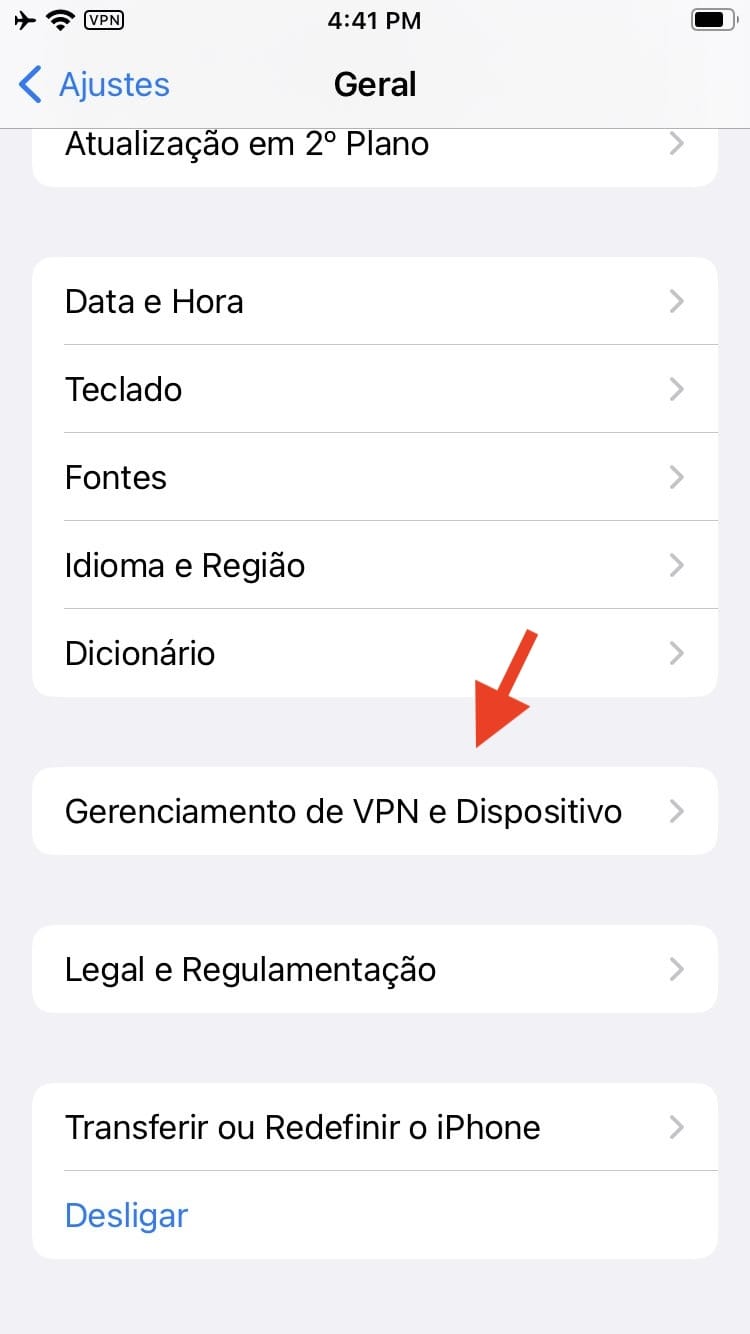 VPN
4:41 PM
Ajustes
Geral
Atualização em 2º Plano
Data e Hora
Teclado
Fontes
Idioma e Região
Dicionário
Gerenciamento de VPN e Dispositivo
Legal e Regulamentação
Transferir ou Redefinir o iPhone
Desligar